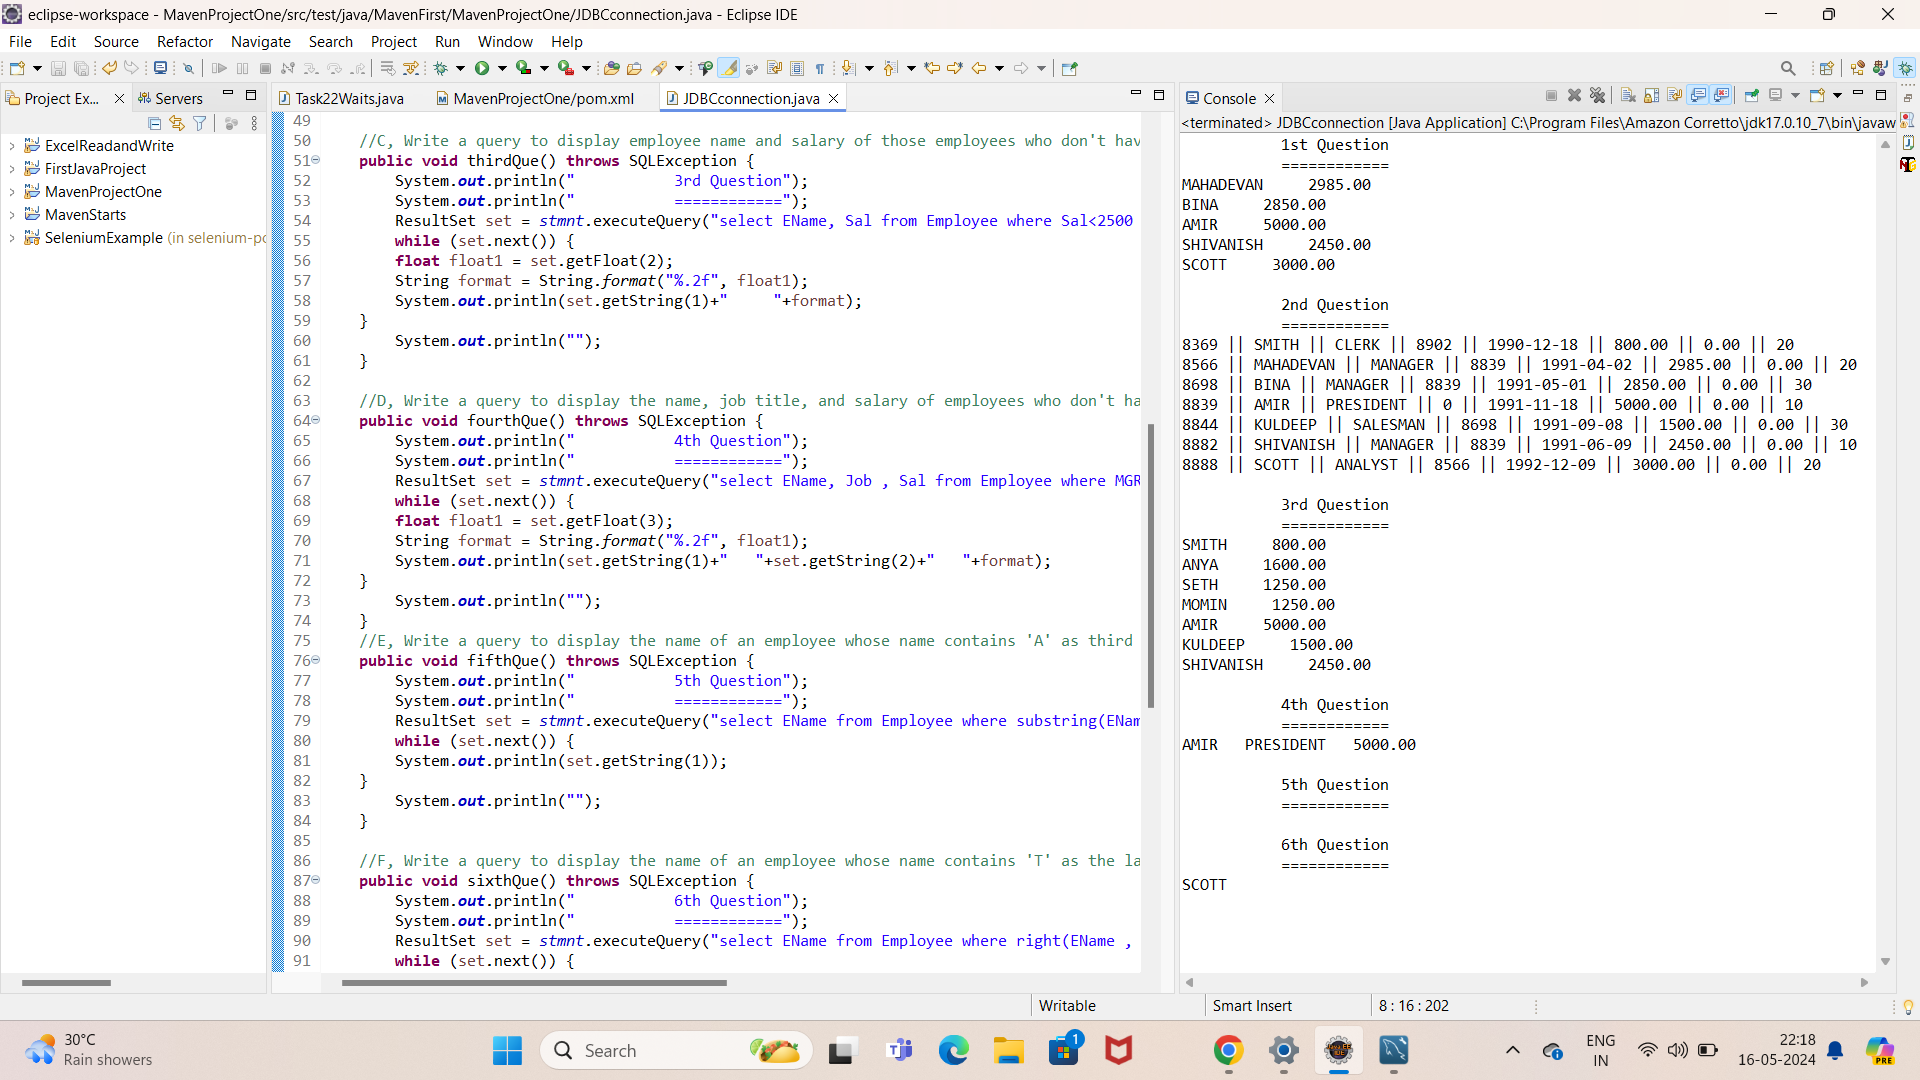 eclipse-workspace - MavenProjectOne/src/test/java/MavenFirst/MavenProjectOne/JDBCconnection.java - Eclipse IDE
File Edit Source Refactor Navigate Search Project Run Window Help
Project Ex... Servers
ExcelReadandWrite
FirstJavaProject
MavenProjectOne
MavenStarts
SeleniumExample (in selenium-po
Task22Waits.java MavenProjectOne/pom.xml JDBCconnection.java
49
50 //C, Write a query to display employee name and salary of those employees who don't hav
51 public void thirdQue() throws SQLException {
52 System.out.println("           3rd Question");
53 System.out.println("           ============");
54 ResultSet set = stmnt.executeQuery("select EName, Sal from Employee where Sal<2500
55 while (set.next()) {
56 float float1 = set.getFloat(2);
57 String format = String.format("%.2f", float1);
58 System.out.println(set.getString(1)+"     "+format);
59 }
60 System.out.println("");
61 }
62
63 //D, Write a query to display the name, job title, and salary of employees who don't ha
64 public void fourthQue() throws SQLException {
65 System.out.println("           4th Question");
66 System.out.println("           ============");
67 ResultSet set = stmnt.executeQuery("select EName, Job , Sal from Employee where MGR
68 while (set.next()) {
69 float float1 = set.getFloat(3);
70 String format = String.format("%.2f", float1);
71 System.out.println(set.getString(1)+"   "+set.getString(2)+"   "+format);
72 }
73 System.out.println("");
74 }
75 //E, Write a query to display the name of an employee whose name contains 'A' as third
76 public void fifthQue() throws SQLException {
77 System.out.println("           5th Question");
78 System.out.println("           ============");
79 ResultSet set = stmnt.executeQuery("select EName from Employee where substring(ENam
80 while (set.next()) {
81 System.out.println(set.getString(1));
82 }
83 System.out.println("");
84 }
85
86 //F, Write a query to display the name of an employee whose name contains 'T' as the la
87 public void sixthQue() throws SQLException {
88 System.out.println("           6th Question");
89 System.out.println("           ============");
90 ResultSet set = stmnt.executeQuery("select EName from Employee where right(EName ,
91 while (set.next()) {
Console
<terminated> JDBCconnection [Java Application] C:\Program Files\Amazon Corretto\jdk17.0.10_7\bin\javaw
1st Question
============
MAHADEVAN     2985.00
BINA     2850.00
AMIR     5000.00
SHIVANISH     2450.00
SCOTT     3000.00
2nd Question
============
8369 || SMITH || CLERK || 8902 || 1990-12-18 || 800.00 || 0.00 || 20
8566 || MAHADEVAN || MANAGER || 8839 || 1991-04-02 || 2985.00 || 0.00 || 20
8698 || BINA || MANAGER || 8839 || 1991-05-01 || 2850.00 || 0.00 || 30
8839 || AMIR || PRESIDENT || 0 || 1991-11-18 || 5000.00 || 0.00 || 10
8844 || KULDEEP || SALESMAN || 8698 || 1991-09-08 || 1500.00 || 0.00 || 30
8882 || SHIVANISH || MANAGER || 8839 || 1991-06-09 || 2450.00 || 0.00 || 10
8888 || SCOTT || ANALYST || 8566 || 1992-12-09 || 3000.00 || 0.00 || 20
3rd Question
============
SMITH     800.00
ANYA     1600.00
SETH     1250.00
MOMIN     1250.00
AMIR     5000.00
KULDEEP     1500.00
SHIVANISH     2450.00
4th Question
============
AMIR   PRESIDENT   5000.00
5th Question
============
6th Question
============
SCOTT
Writable Smart Insert 8 : 16 : 202
30°C
Rain showers
Search
1
ENG
IN
22:18
16-05-2024
PRE